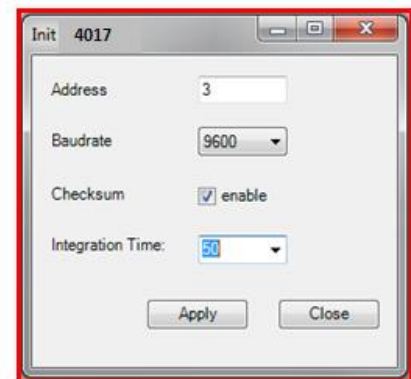 Init 4017
Address 3
Baudrate 9600
Checksum enable
Integration Time: 50
Apply Close